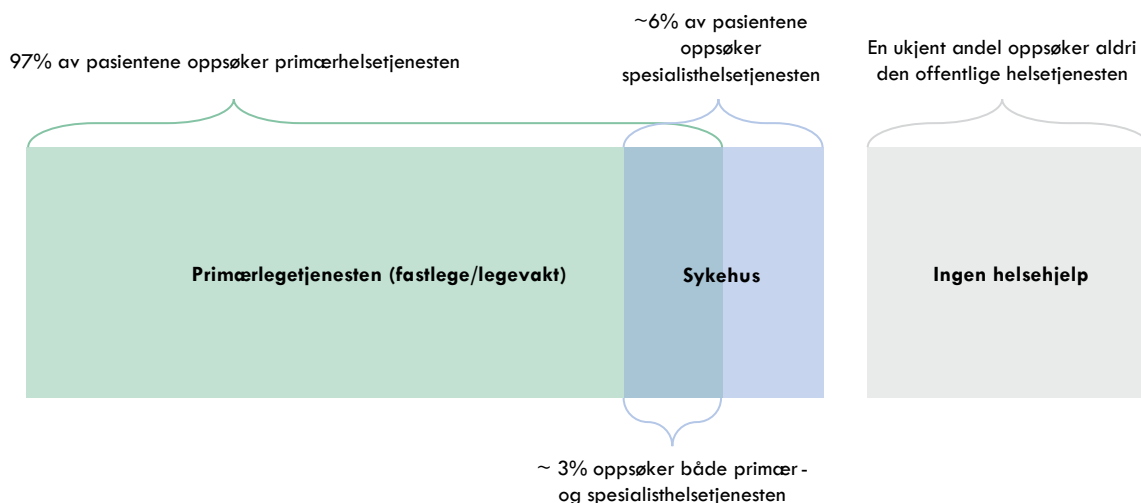 97% av pasientene oppsøker primærhelsetjenesten
~6% av pasientene
oppsøker
spesialisthelsetjenesten
En ukjent andel oppsøker aldri
den offentlige helsetjenesten
Primærlegetjenesten (fastlege/legevakt)
Sykehus
Ingen helsehjelp
~ 3% oppsøker både primær-
og spesialisthelsetjenesten